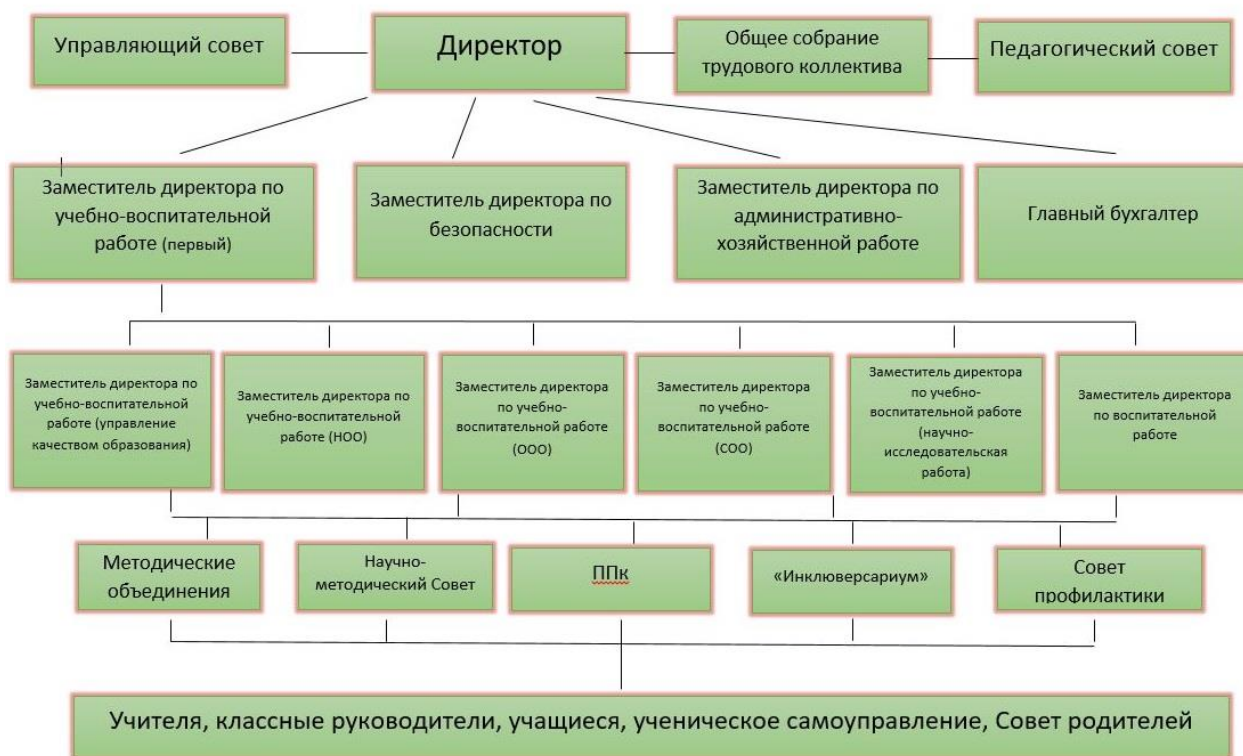 Управляющий совет
Директор
Общее собрание
трудового коллектива
Педагогический совет
Заместитель директора по
учебно-воспитательной
работе (первый)
Заместитель директора по
безопасности
Заместитель директора по
административно-
хозяйственной работе
Главный бухгалтер
Заместитель директора по
учебно-воспитательной
работе (управление
качеством образования)
Заместитель директора по
учебно-воспитательной
работе (НОО)
Заместитель директора
по учебно-
воспитательной работе
(ООО)
Заместитель директора
по учебно-
воспитательной работе
(СОО)
Заместитель директора
по учебно-
воспитательной работе
(научно-
исследовательская
работа)
Заместитель директора
по воспитательной
работе
Методические
объединения
Научно-
методический Совет
ППк
«Инклюверсариум»
Совет
профилактики
Учителя, классные руководители, учащиеся, ученическое самоуправление, Совет родителей